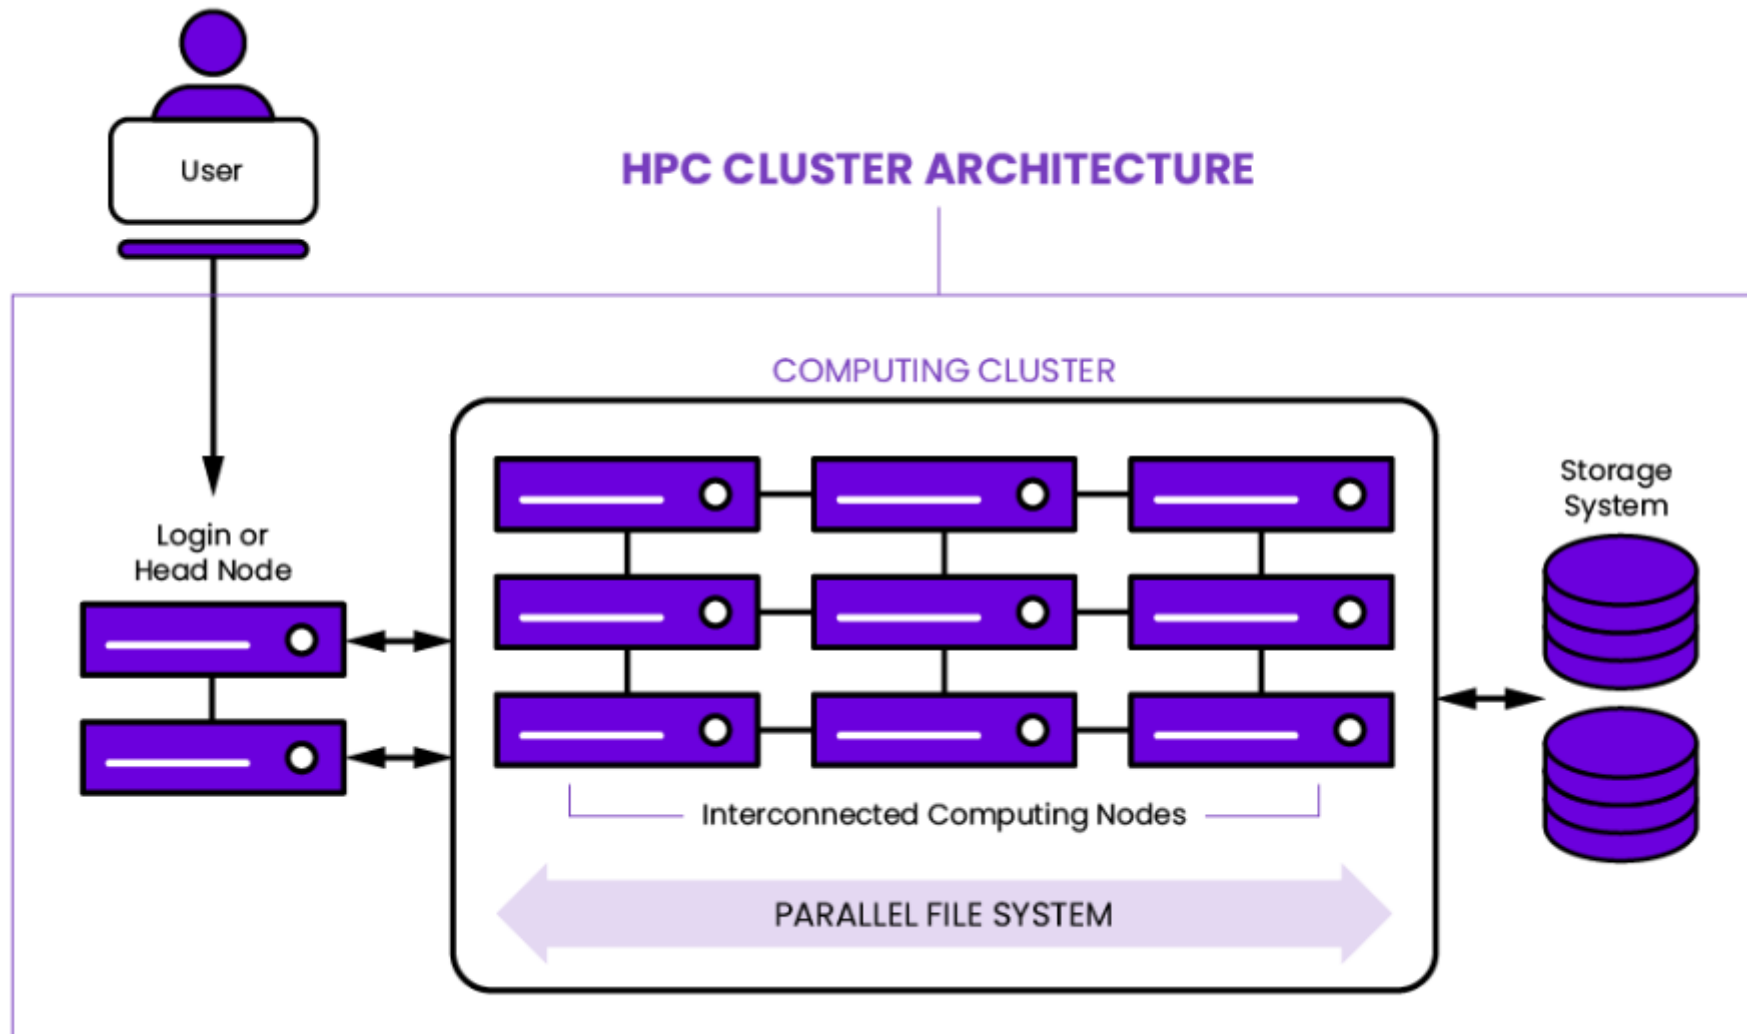 User
HPC CLUSTER ARCHITECTURE
COMPUTING CLUSTER
Storage
System
Login or
Head Node
Interconnected Computing Nodes
PARALLEL FILE SYSTEM